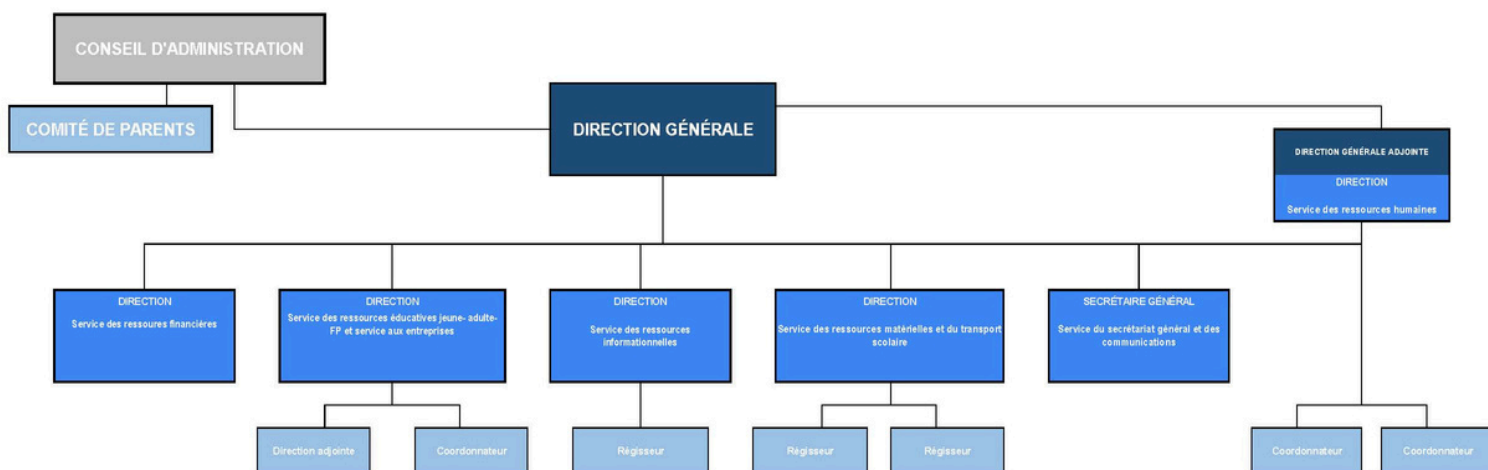 CONSEIL D'ADMINISTRATION
COMITÉ DE PARENTS
DIRECTION GÉNÉRALE
DIRECTION GÉNÉRALE ADJOINTE
DIRECTION
Service des ressources humaines
DIRECTION
Service des ressoures financières
DIRECTION
Service des ressources éducatives jeune- adulte-
FP et service aux entreprises
DIRECTION
Service des ressources
informationnelles
DIRECTION
Service des ressources matérielles et du transport
scolaire
SECRÉTAIRE GÉNÉRAL
Service du secrétariat général et des
communications
Direction adjointe
Coordonnateur
Régisseur
Régisseur
Régisseur
Coordonnateur
Coordonnateur